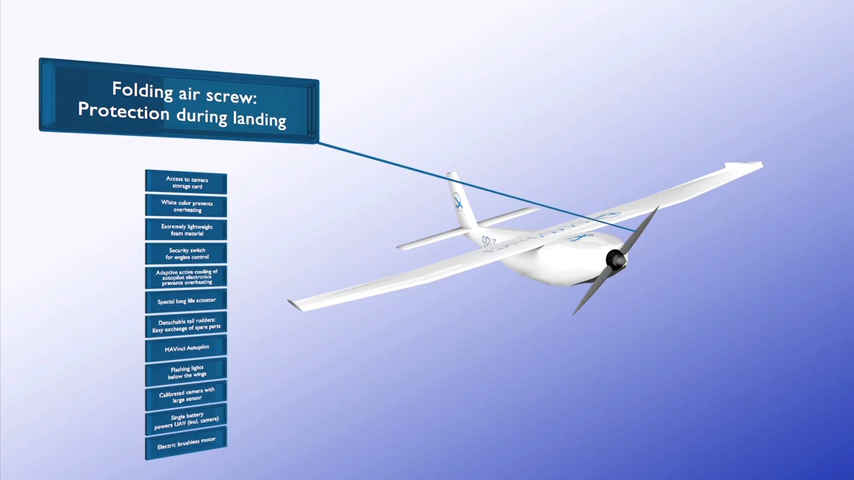 Folding air screw:
Protection during landing
Access to camera
storage card
White color prevents
overheating
Extremely lightweight
foam material
Security switch
for engine control
Adaptive active cooling of
autopilot electronics
prevents overheating
Special long life actuator
Detachable tail rudders:
Easy exchange of spare parts
MAVinci Autopilot
Flashing lights
below the wings
Calibrated camera with
large sensor
Single battery
powers UAV (incl. camera)
Electric brushless motor